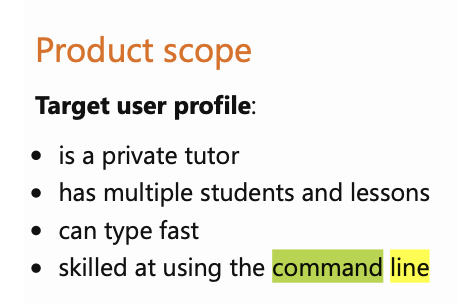 Product scope
Target user profile:
• is a private tutor
• has multiple students and lessons
• can type fast
• skilled at using the command line